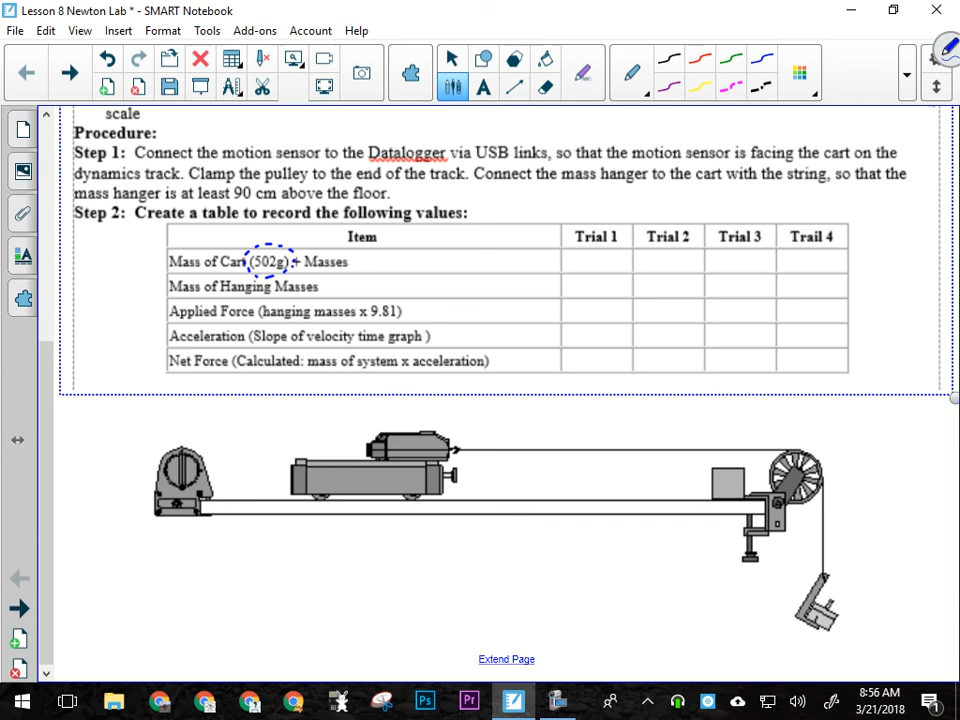 Lesson 8 Newton Lab * - SMART Notebook
File Edit View Insert Format Tools Add-ons Account Help
scale
Procedure:
Step 1: Connect the motion sensor to the Datalogger via USB links, so that the motion sensor is facing the cart on the
dynamics track. Clamp the pulley to the end of the track. Connect the mass hanger to the cart with the string, so that the
mass hanger is at least 90 cm above the floor.
Step 2: Create a table to record the following values:
Item Trial 1 Trial 2 Trial 3 Trail 4
Mass of Cart (502g) + Masses
Mass of Hanging Masses
Applied Force (hanging masses x 9.81)
Acceleration (Slope of velocity time graph )
Net Force (Calculated: mass of system x acceleration)
Extend Page
8:56 AM
3/21/2018